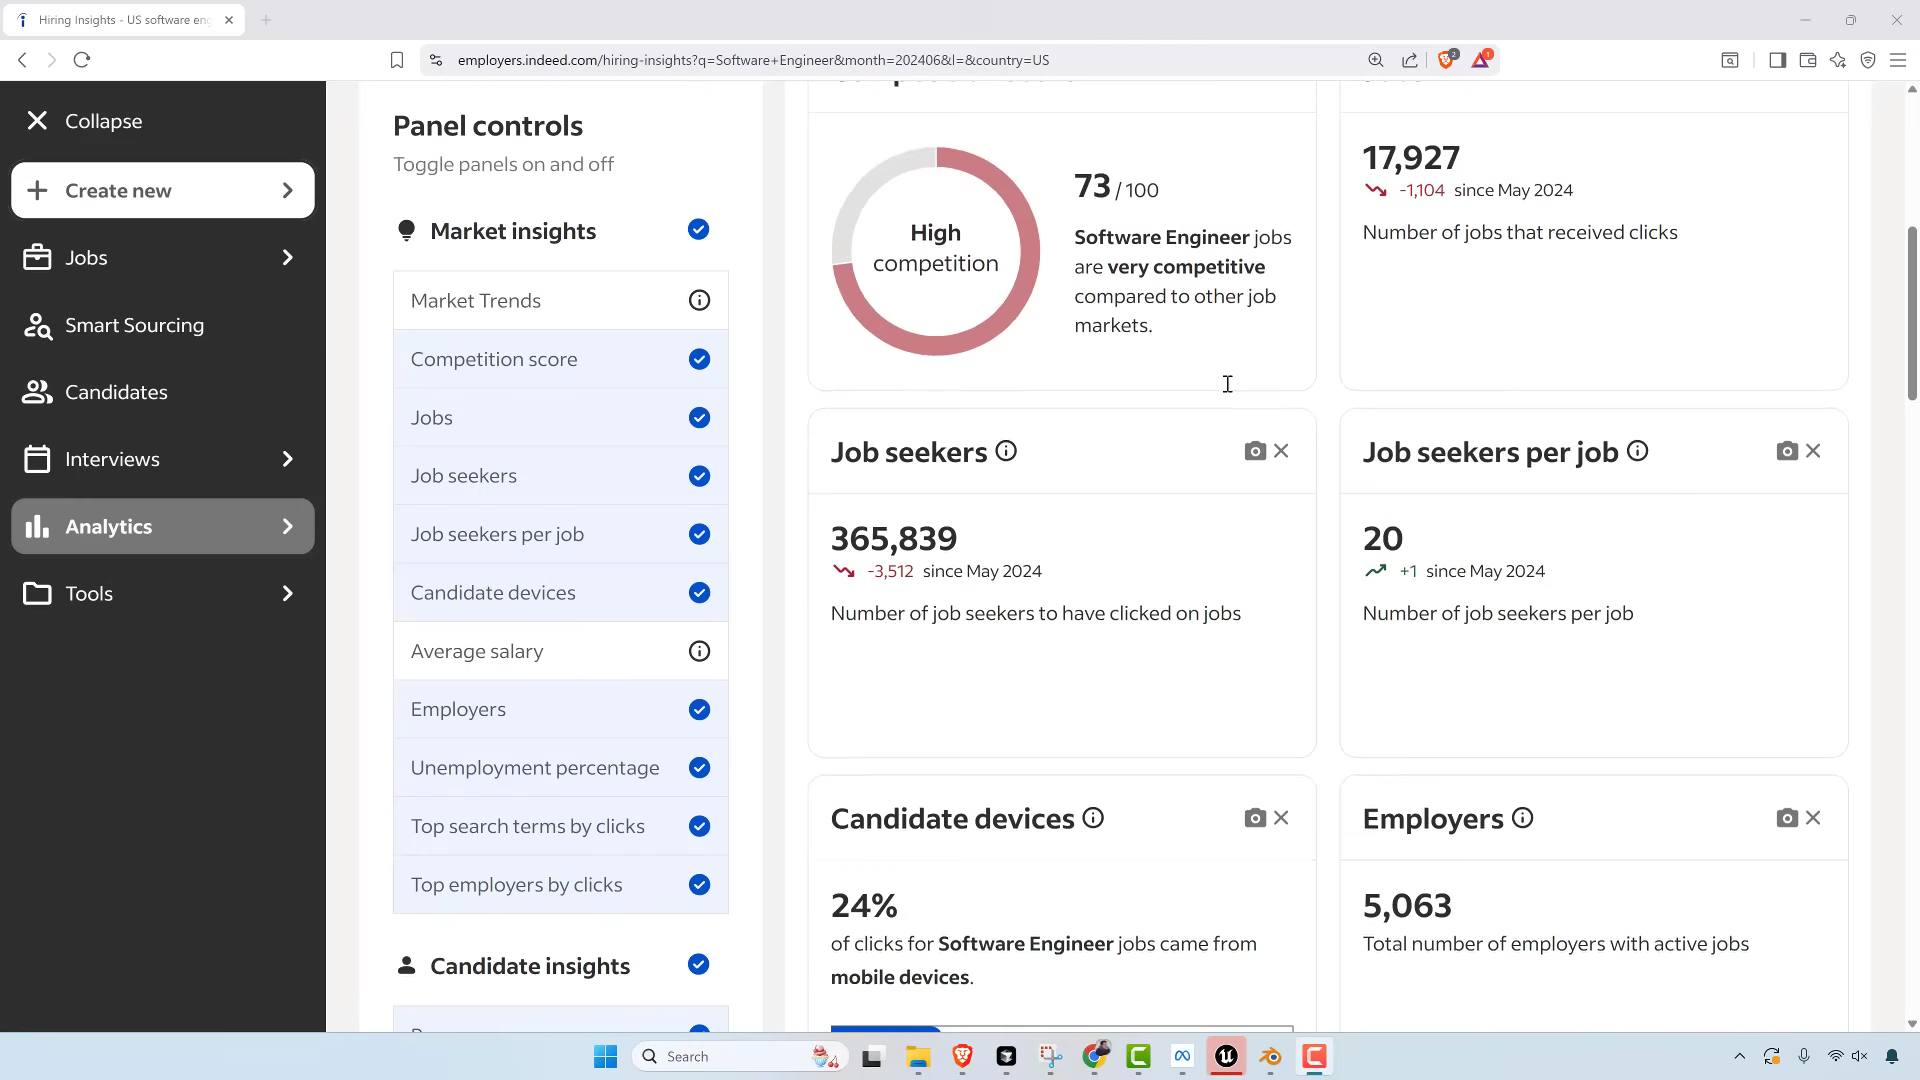 Hiring Insights - US software eng
employers.indeed.com/hiring-insights?q=Software+Engineer&month=202406&l=&country=US
2
1
Collapse
Create new
Jobs
Smart Sourcing
Candidates
Interviews
Analytics
Tools
Panel controls
Toggle panels on and off
Market insights
Market Trends
Competition score
Jobs
Job seekers
Job seekers per job
Candidate devices
Average salary
Employers
Unemployment percentage
Top search terms by clicks
Top employers by clicks
Candidate insights
High
competition
73 / 100
Software Engineer jobs
are very competitive
compared to other job
markets.
17,927
-1,104 since May 2024
Number of jobs that received clicks
Job seekers
365,839
-3,512 since May 2024
Number of job seekers to have clicked on jobs
Job seekers per job
20
+1 since May 2024
Number of job seekers per job
Candidate devices
24%
of clicks for Software Engineer jobs came from
mobile devices.
Employers
5,063
Total number of employers with active jobs
Search